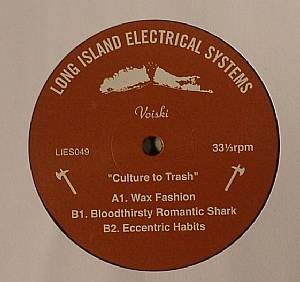 LONG ISLAND ELECTRICAL SYSTEMS
Voiski
LIES049
33⅓rpm
"Culture to Trash"
A1. Wax Fashion
B1. Bloodthirsty Romantic Shark
B2. Eccentric Habits